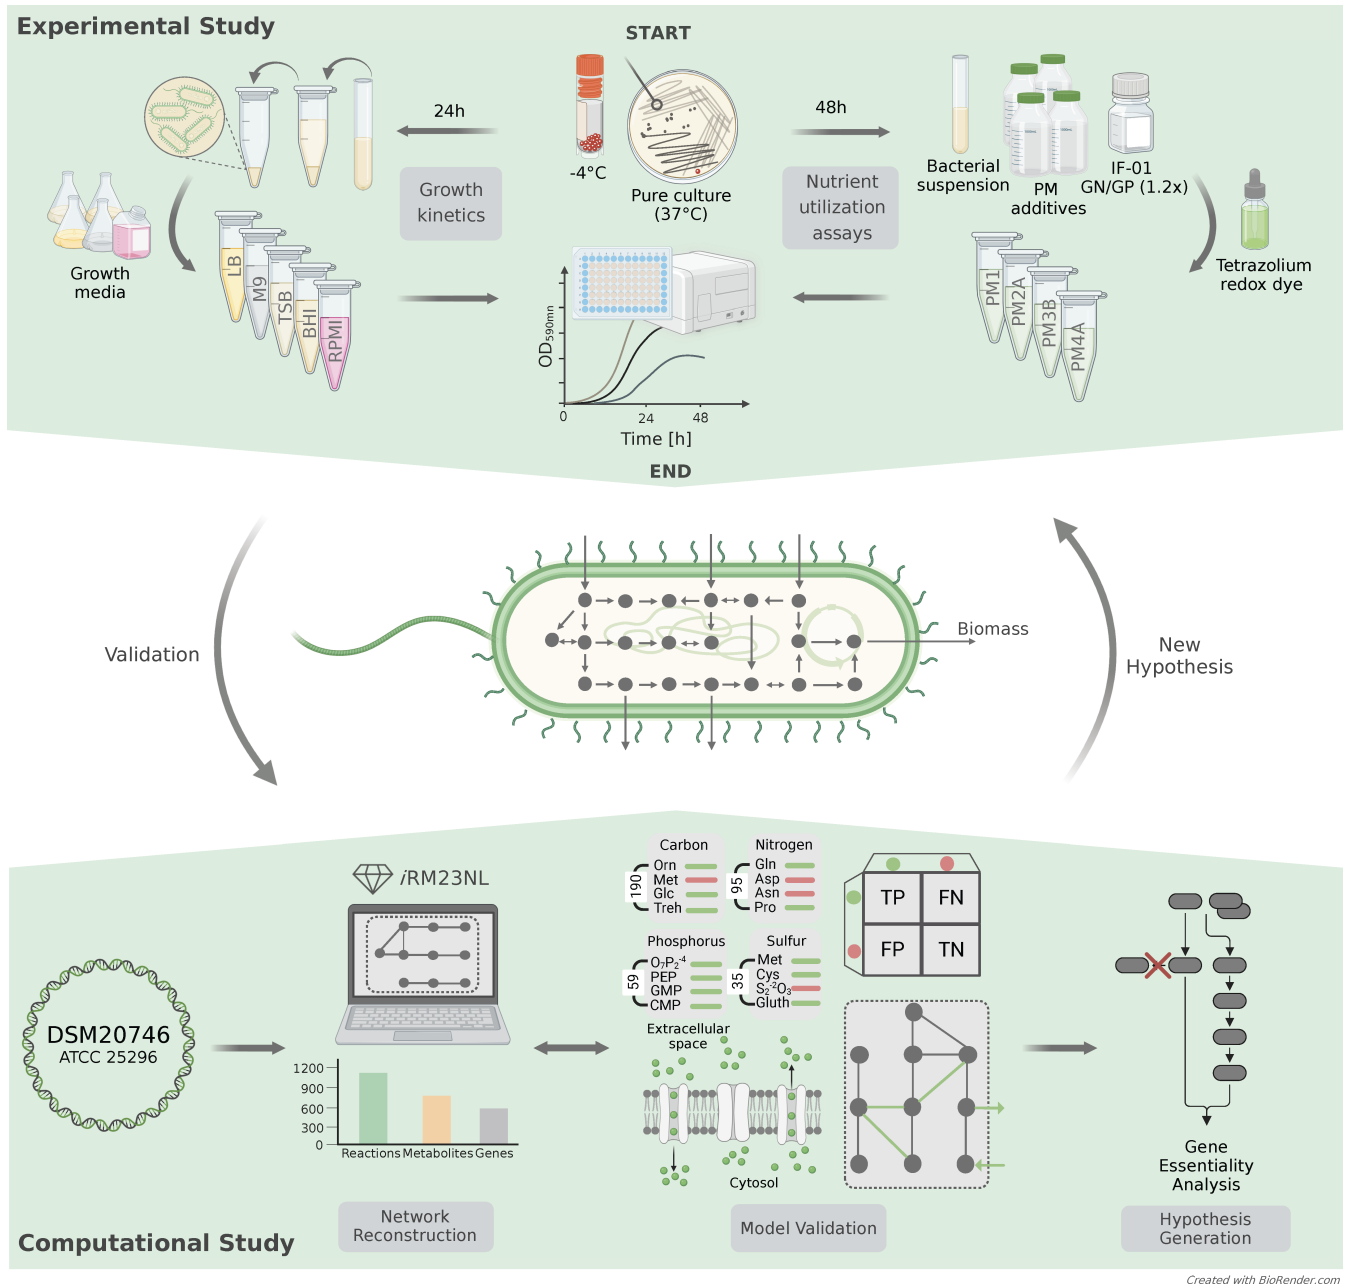 Experimental Study
START
24h
48h
-4°C
Pure culture
(37°C)
Growth
kinetics
Nutrient
utilization
assays
Bacterial
suspension
PM
additives
IF-01
GN/GP (1.2x)
Growth
media
LB
M9
TSB
BHI
RPMI
Tetrazolium
redox dye
PM1
PM2A
PM3B
PM4A
OD590mn
0
24
48
Time [h]
END
Validation
Biomass
New
Hypothesis
iRM23NL
DSM20746
ATCC 25296
1200
900
600
300
0
Reactions Metabolites Genes
Carbon
190
Orn
Met
Glc
Treh
Nitrogen
95
Gln
Asp
Asn
Pro
Phosphorus
59
O7P2-4
PEP
GMP
CMP
Sulfur
35
Met
Cys
S2-2O3
Gluth
Extracellular
space
Cytosol
TP FN
FP TN
Gene
Essentiality
Analysis
Network
Reconstruction
Model Validation
Hypothesis
Generation
Computational Study
Created with BioRender.com